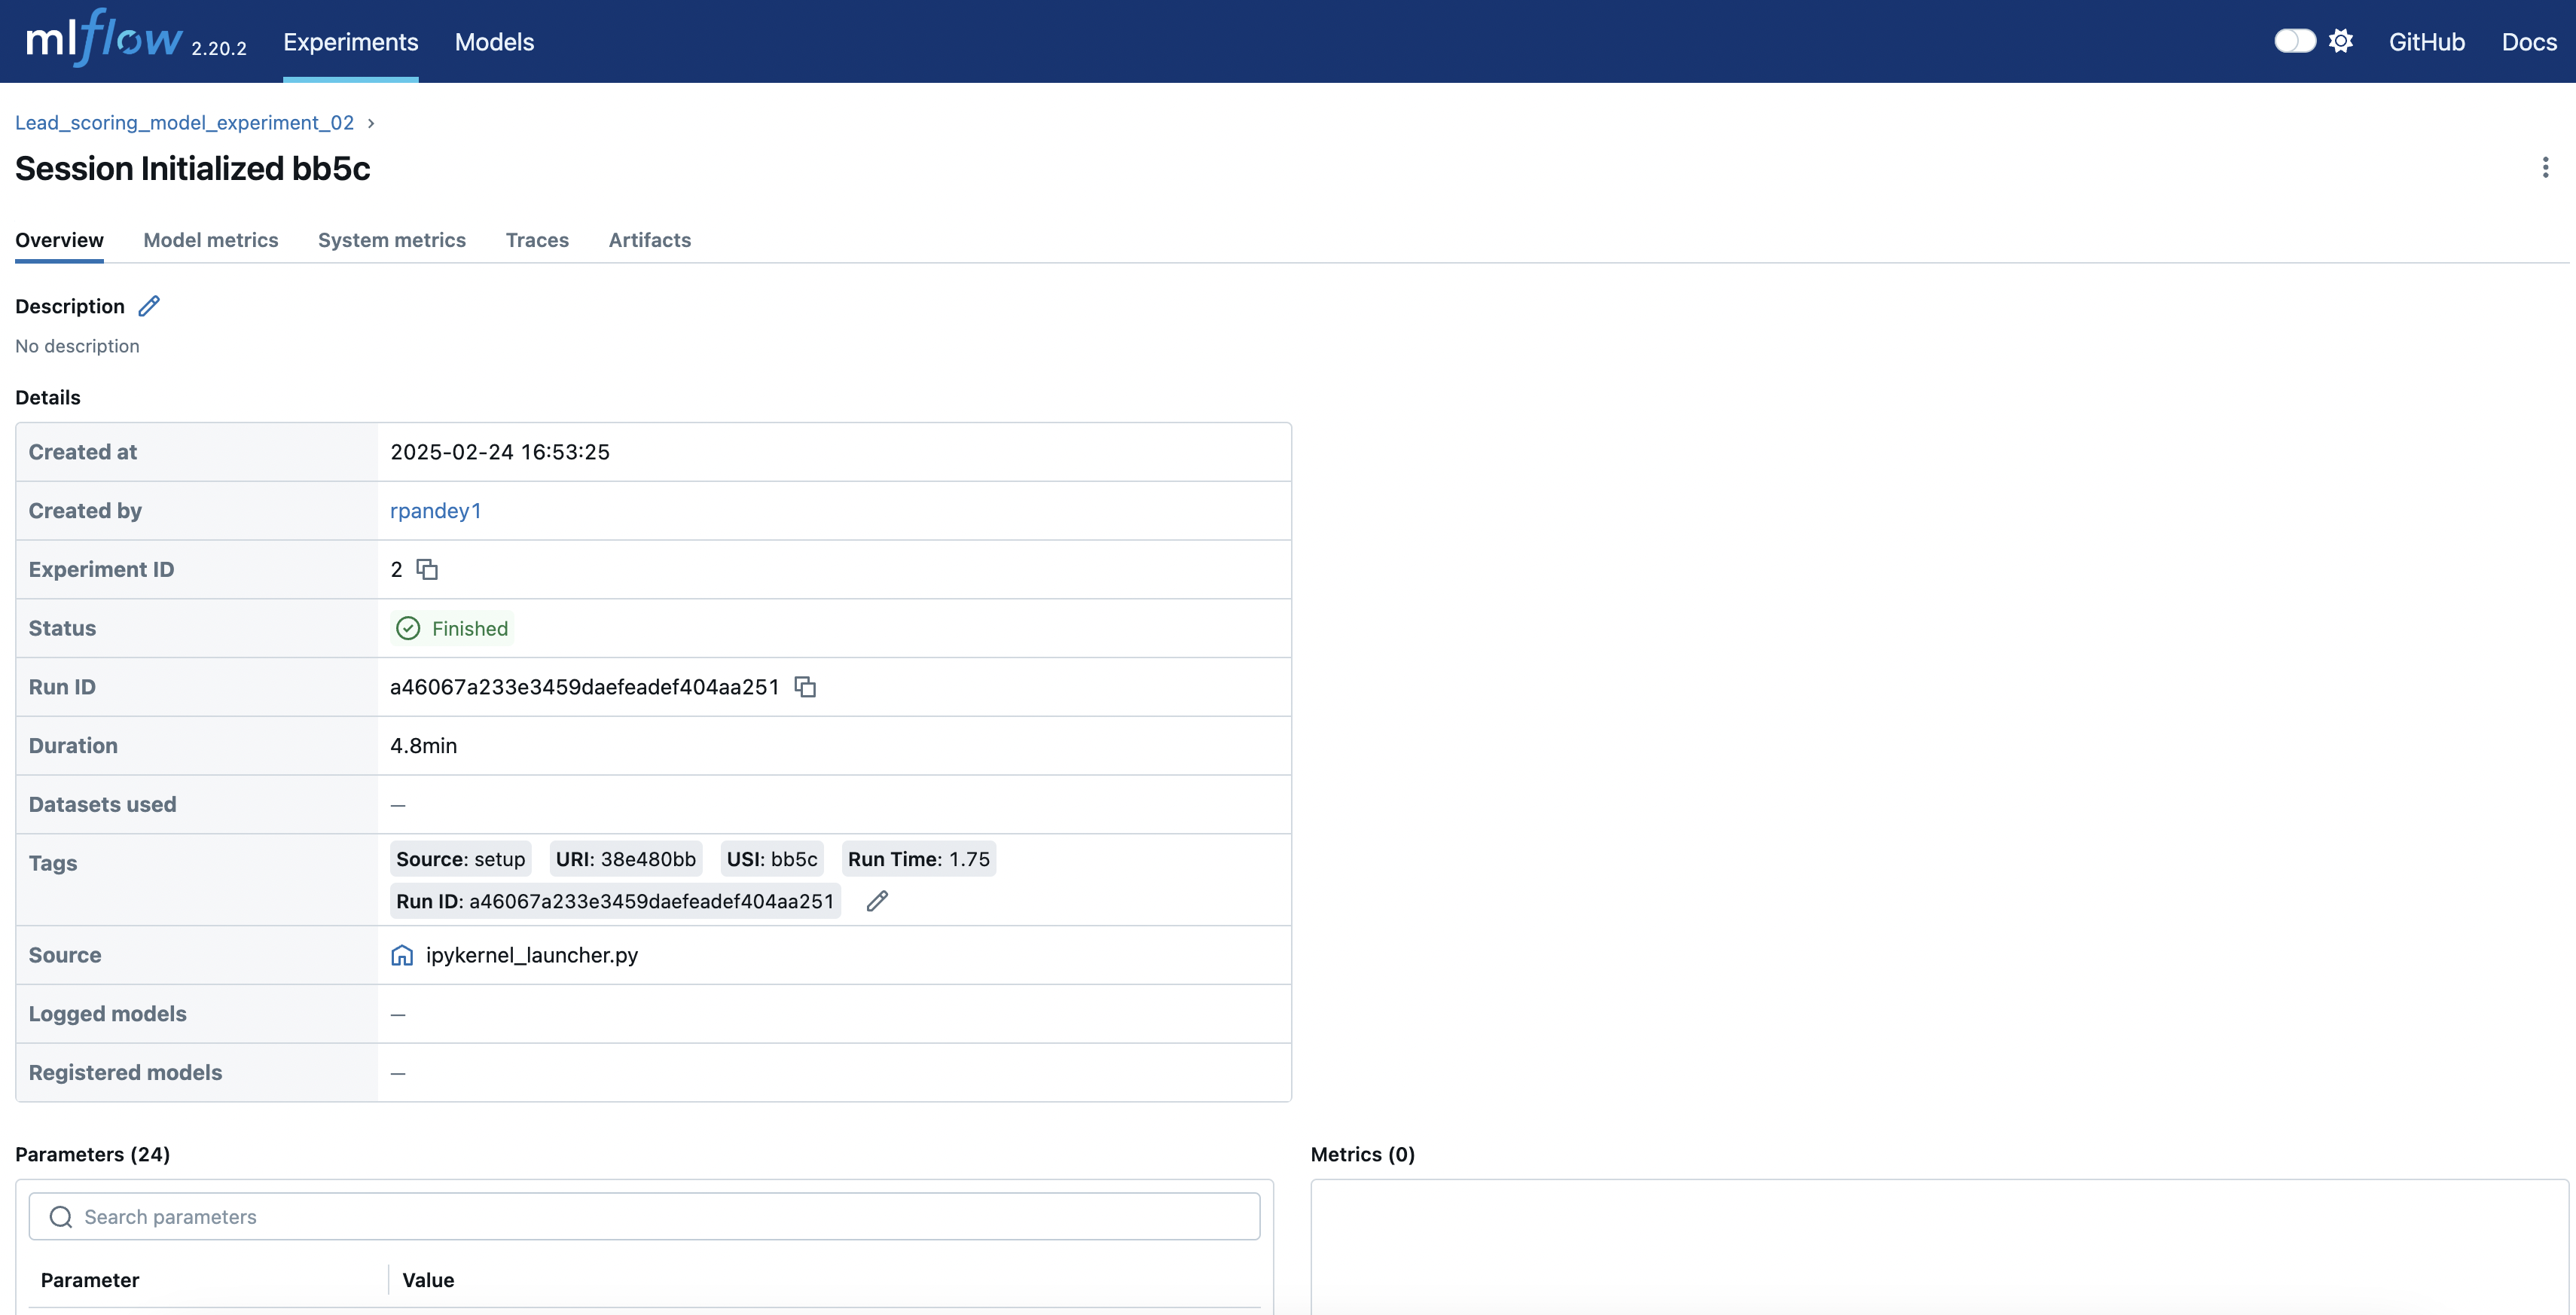 mlflow 2.20.2 Experiments Models GitHub Docs
Lead_scoring_model_experiment_02 ›
Session Initialized bb5c
Overview Model metrics System metrics Traces Artifacts
Description
No description
Details
Created at 2025-02-24 16:53:25
Created by rpandey1
Experiment ID 2
Status Finished
Run ID a46067a233e3459daefeadef404aa251
Duration 4.8min
Datasets used —
Tags Source: setup URI: 38e480bb USI: bb5c Run Time: 1.75
Run ID: a46067a233e3459daefeadef404aa251
Source ipykernel_launcher.py
Logged models —
Registered models —
Parameters (24) Metrics (0)
Search parameters
Parameter Value